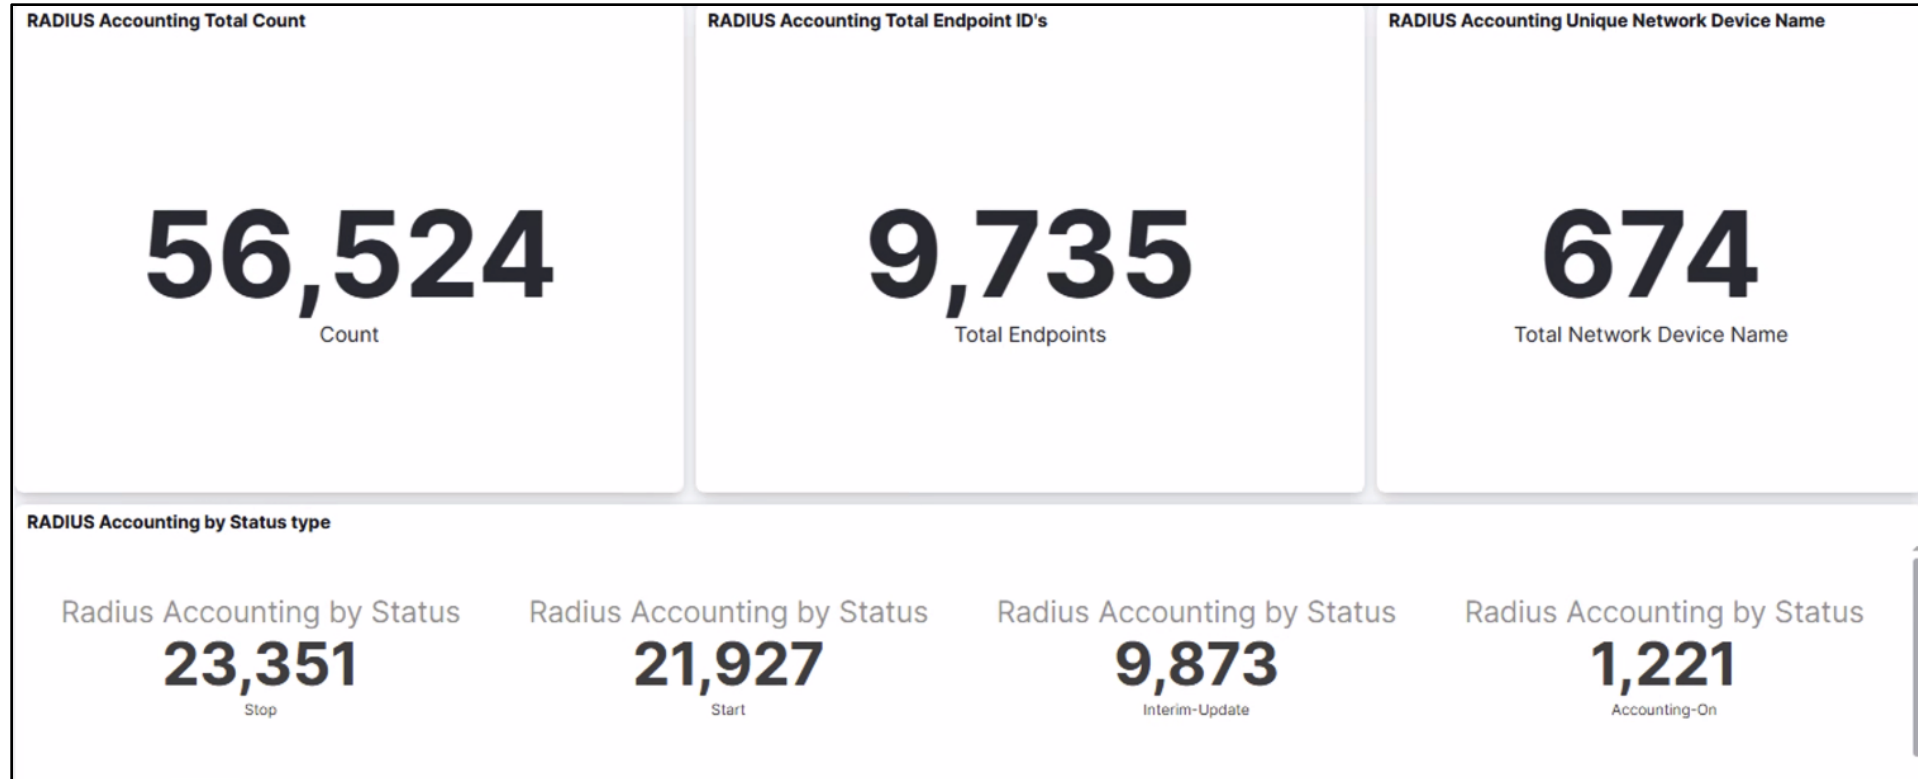 RADIUS Accounting Total Count
56,524
Count
RADIUS Accounting Total Endpoint ID's
9,735
Total Endpoints
RADIUS Accounting Unique Network Device Name
674
Total Network Device Name
RADIUS Accounting by Status type
Radius Accounting by Status
23,351
Stop
Radius Accounting by Status
21,927
Start
Radius Accounting by Status
9,873
Interim-Update
Radius Accounting by Status
1,221
Accounting-On